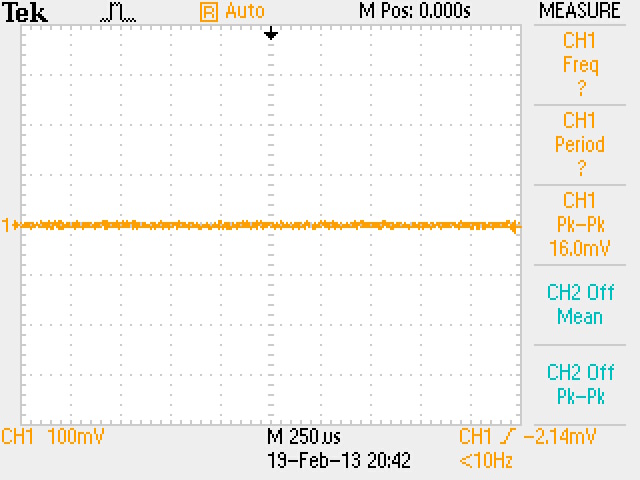 Tek R Auto M Pos: 0.000s MEASURE
CH1
Freq
?
CH1
Period
?
1
CH1
Pk-Pk
16.0mV
CH2 Off
Mean
CH2 Off
Pk-Pk
CH1 100mV M 250µs CH1 -2.14mV
19-Feb-13 20:42 <10Hz